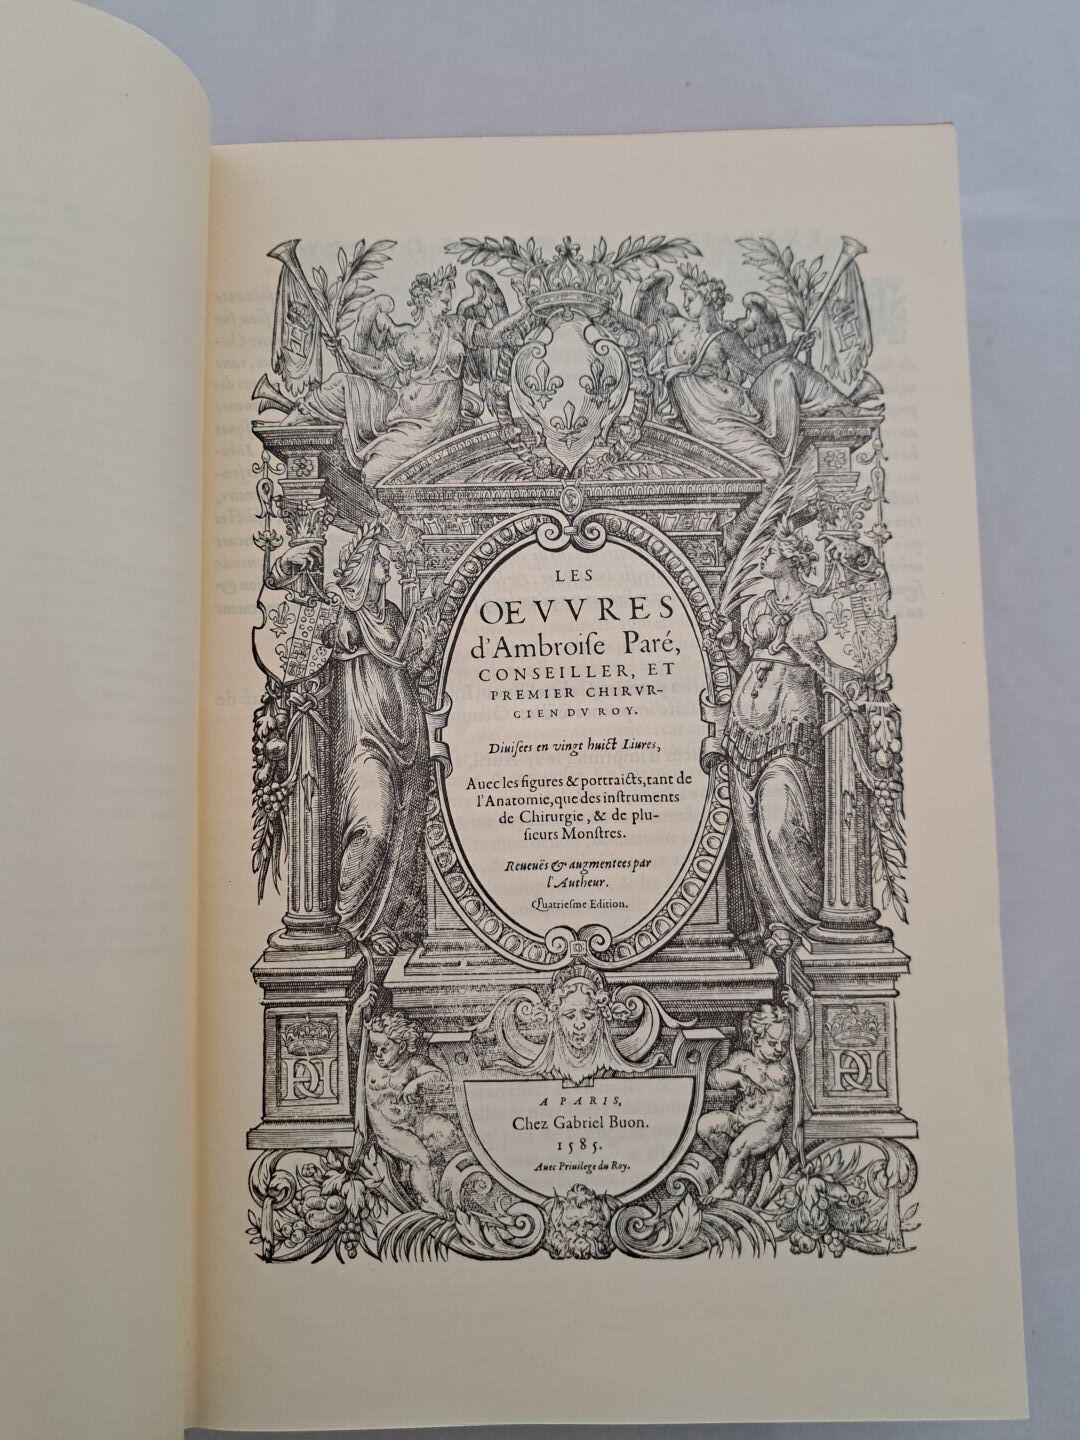 LES
OEVVRES
d'Ambroiſe Paré,
CONSEILLER, ET
PREMIER CHIRVR-
GIEN DV ROY.
Diuiſees en vingt huict Liures,
Auec les figures & portraicts, tant de
l'Anatomie, que des inſtruments
de Chirurgie, & de plu-
ſieurs Monſtres.
Reueuës & augmentees par
l'Autheur.
Quatrieſme Edition.
A PARIS,
Chez Gabriel Buon.
1585.
Auec Priuilege du Roy.